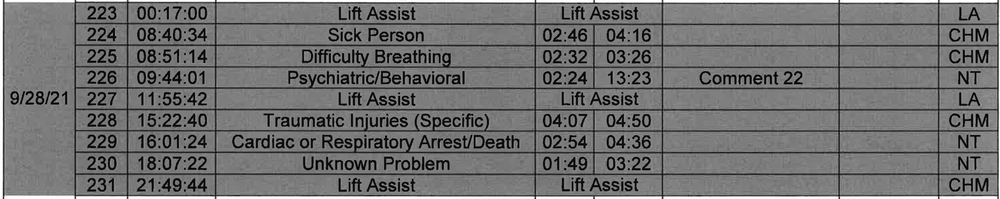 223 00:17:00 Lift Assist Lift Assist LA
224 08:40:34 Sick Person 02:46 04:16 CHM
225 08:51:14 Difficulty Breathing 02:32 03:26 CHM
226 09:44:01 Psychiatric/Behavioral 02:24 13:23 Comment 22 NT
9/28/21 227 11:55:42 Lift Assist Lift Assist LA
228 15:22:40 Traumatic Injuries (Specific) 04:07 04:50 CHM
229 16:01:24 Cardiac or Respiratory Arrest/Death 02:54 04:36 NT
230 18:07:22 Unknown Problem 01:49 03:22 NT
231 21:49:44 Lift Assist Lift Assist CHM